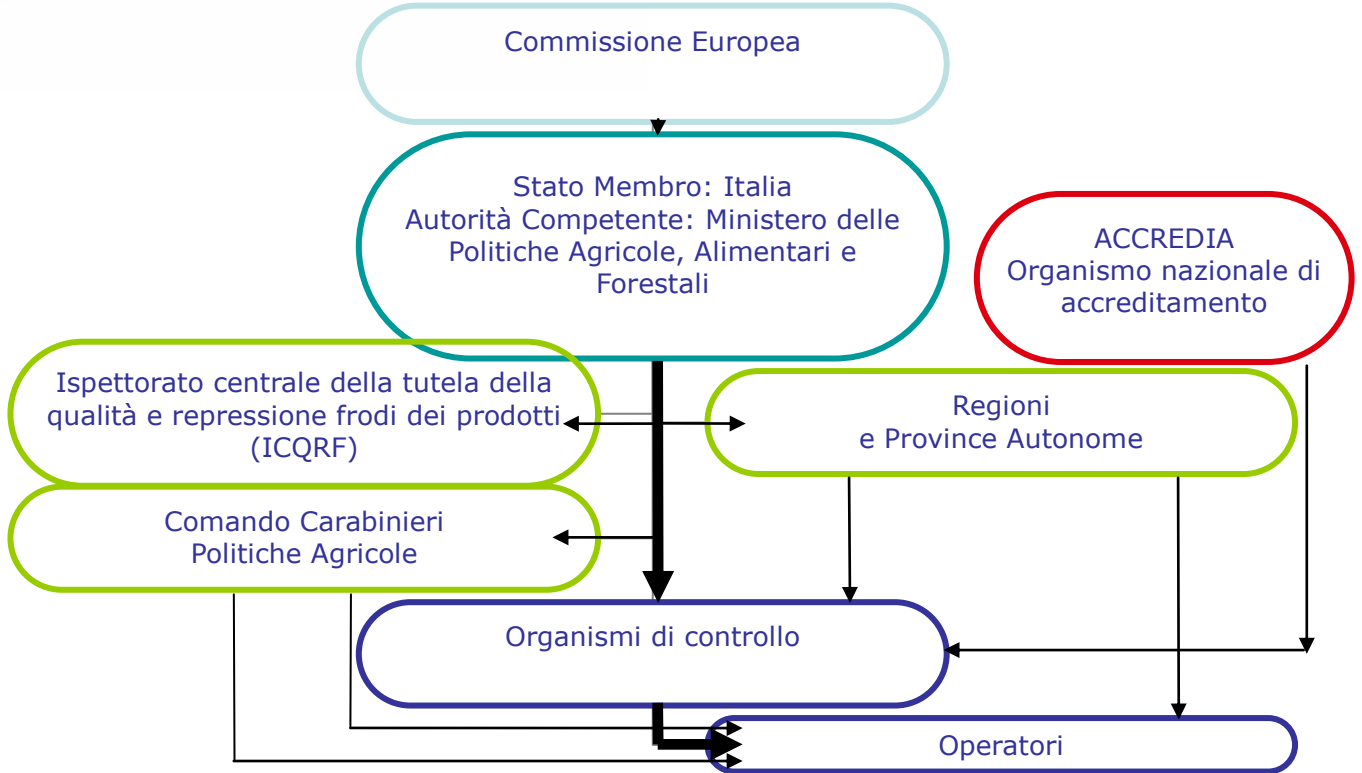 Commissione Europea
Stato Membro: Italia
Autorità Competente: Ministero delle
Politiche Agricole, Alimentari e
Forestali
ACCREDIA
Organismo nazionale di
accreditamento
Ispettorato centrale della tutela della
qualità e repressione frodi dei prodotti
(ICQRF)
Regioni
e Province Autonome
Comando Carabinieri
Politiche Agricole
Organismi di controllo
Operatori